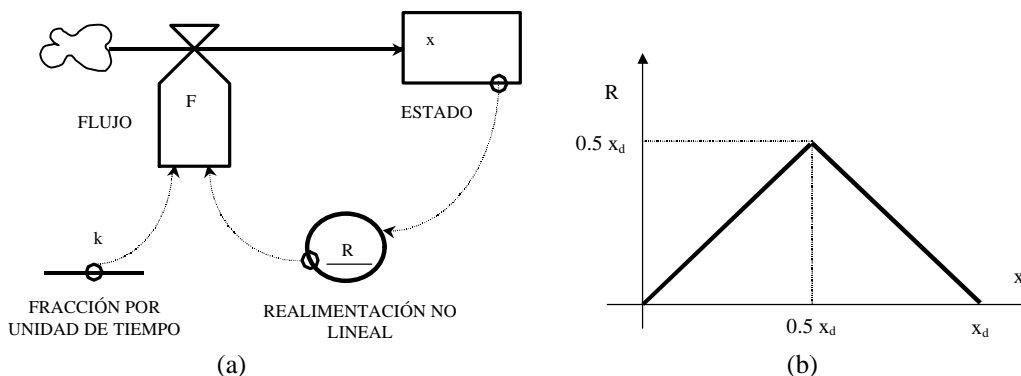 x
F
FLUJO
ESTADO
k
R
FRACCIÓN POR
UNIDAD DE TIEMPO
REALIMENTACIÓN NO
LINEAL
(a)
R
0.5 x_d
x
0.5 x_d
x_d
(b)